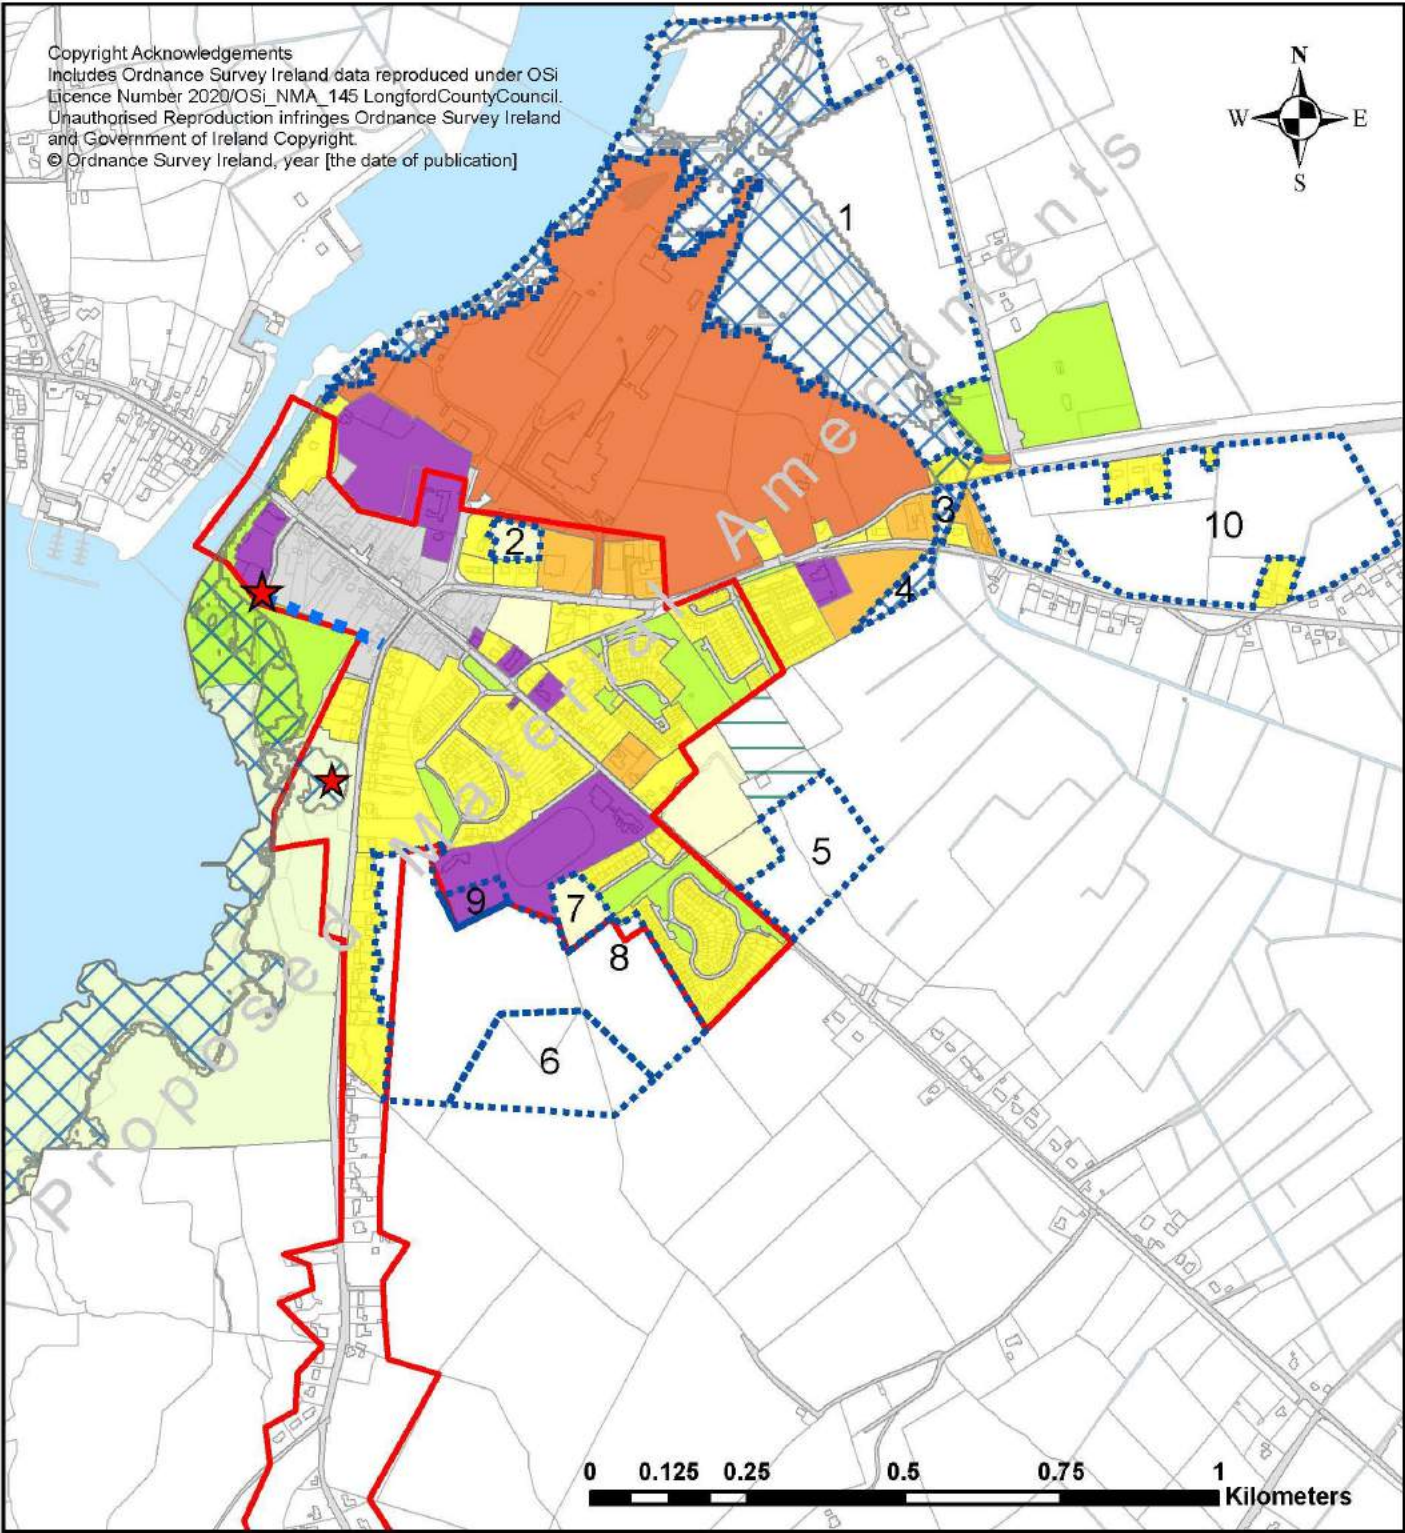 Copyright Acknowledgements
Includes Ordnance Survey Ireland data reproduced under OSi
Licence Number 2020/OSi_NMA_145 LongfordCountyCouncil.
Unauthorised Reproduction infringes Ordnance Survey Ireland
and Government of Ireland Copyright.
© Ordnance Survey Ireland, year [the date of publication]
N
W E
S
1
2
3
10
4
5
9
7
8
6
Proposed Material Amendments
0 0.125 0.25 0.5 0.75 1
Kilometers